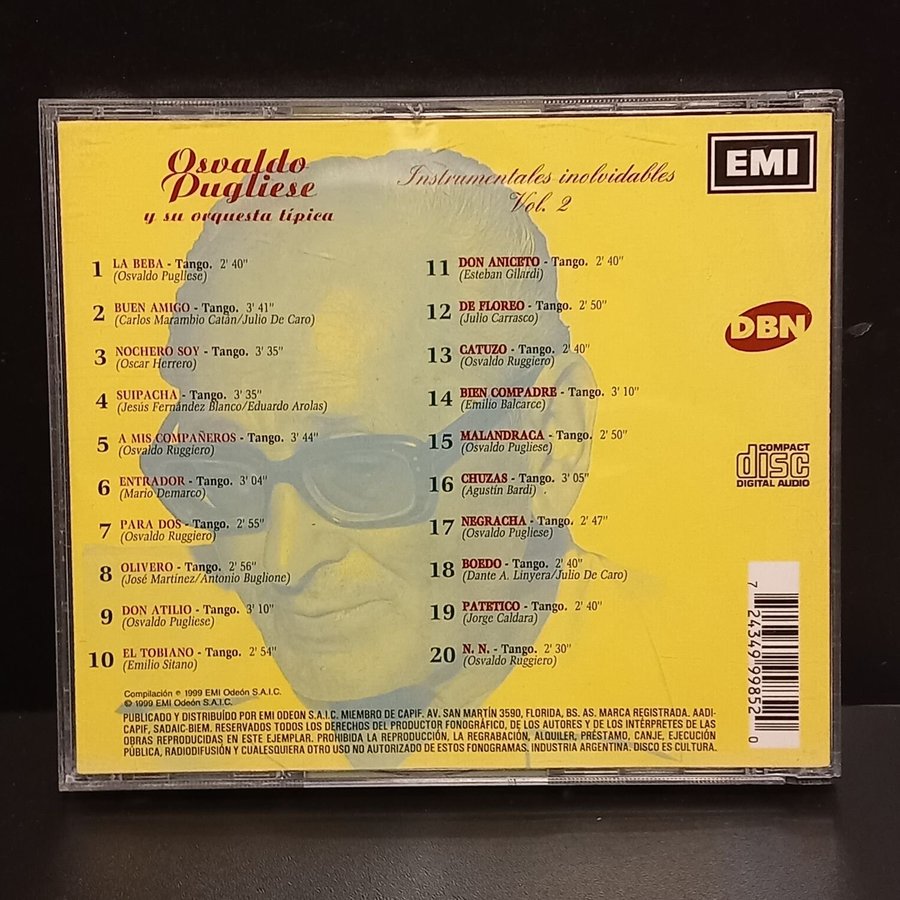 Osvaldo
Pugliese
y su orquesta típica
Instrumentales inolvidables
Vol. 2
EMI
1 LA BEBA - Tango. 2' 40"
(Osvaldo Pugliese)
2 BUEN AMIGO - Tango. 3' 41"
(Carlos Marambio Catán/Julio De Caro)
3 NOCHERO SOY - Tango. 3' 35"
(Oscar Herrero)
4 SUIPACHA - Tango. 3' 35"
(Jesús Fernández Blanco/Eduardo Arolas)
5 A MIS COMPAÑEROS - Tango. 3' 44"
(Osvaldo Ruggiero)
6 ENTRADOR - Tango. 3' 04"
(Mario Demarco)
7 PARA DOS - Tango. 2' 55"
(Osvaldo Ruggiero)
8 OLIVERO - Tango. 2' 56"
(José Martínez/Antonio Buglione)
9 DON ATILIO - Tango. 3' 10"
(Osvaldo Pugliese)
10 EL TOBIANO - Tango. 2' 54"
(Emilio Sitano)
11 DON ANICETO - Tango. 2' 40"
(Esteban Gilardi)
12 DE FLOREO - Tango. 2' 50"
(Julio Carrasco)
13 CATUZO - Tango. 2' 40"
(Osvaldo Ruggiero)
14 BIEN COMPADRE - Tango. 3' 10"
(Emilio Balcarce)
15 MALANDRACA - Tango. 2' 50"
(Osvaldo Pugliese)
16 CHUZAS - Tango. 3' 05"
(Agustín Bardi)
17 NEGRACHA - Tango. 2' 47"
(Osvaldo Pugliese)
18 BOEDO - Tango. 2' 40"
(Dante A. Linyera/Julio De Caro)
19 PATETICO - Tango. 2' 40"
(Jorge Caldara)
20 N. N. - Tango. 2' 30"
(Osvaldo Ruggiero)
DBN
COMPACT
disc
DIGITAL AUDIO
7 24349 99852 0
Compilación ℗ 1999 EMI Odeón S.A.I.C.
© 1999 EMI Odeón S.A.I.C.
PUBLICADO Y DISTRIBUÍDO POR EMI ODEON S.A.I.C. MIEMBRO DE CAPIF. AV. SAN MARTÍN 3590, FLORIDA, BS. AS. MARCA REGISTRADA. AADI-
CAPIF, SADAIC-BIEM. RESERVADOS TODOS LOS DERECHOS DEL PRODUCTOR FONOGRÁFICO, DE LOS AUTORES Y DE LOS INTÉRPRETES DE LAS
OBRAS REPRODUCIDAS EN ESTE EJEMPLAR. PROHIBIDA LA REPRODUCCIÓN, LA REGRABACIÓN, ALQUILER, PRÉSTAMO, CANJE, EJECUCIÓN
PÚBLICA, RADIODIFUSIÓN Y CUALESQUIERA OTRO USO NO AUTORIZADO DE ESTOS FONOGRAMAS. INDUSTRIA ARGENTINA. DISCO ES CULTURA.